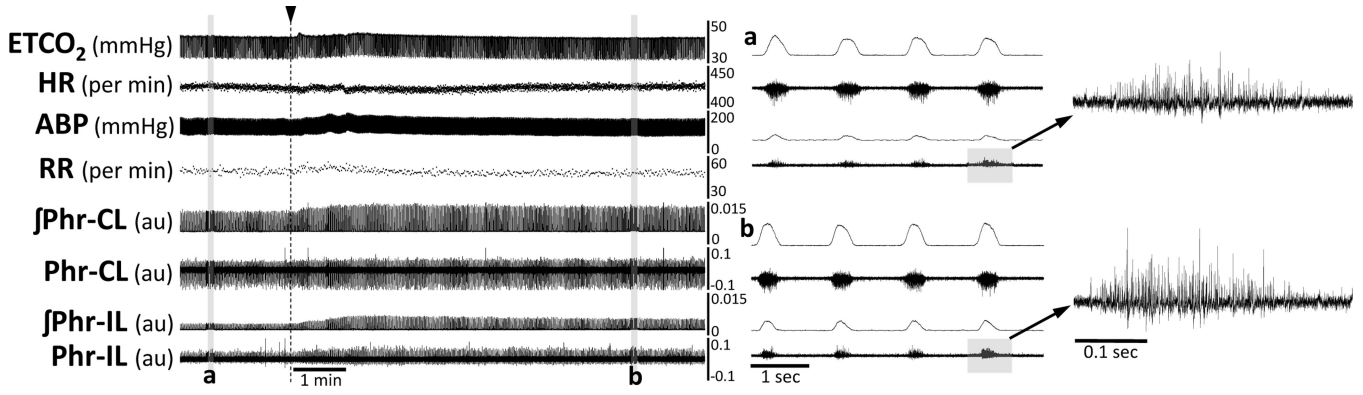 ETCO₂ (mmHg)
50
30
HR (per min)
450
400
ABP (mmHg)
200
0
RR (per min)
60
30
∫Phr-CL (au)
0.015
0
Phr-CL (au)
0.1
-0.1
∫Phr-IL (au)
0.015
0
Phr-IL (au)
0.1
-0.1
a
1 min
b
a
b
1 sec
0.1 sec